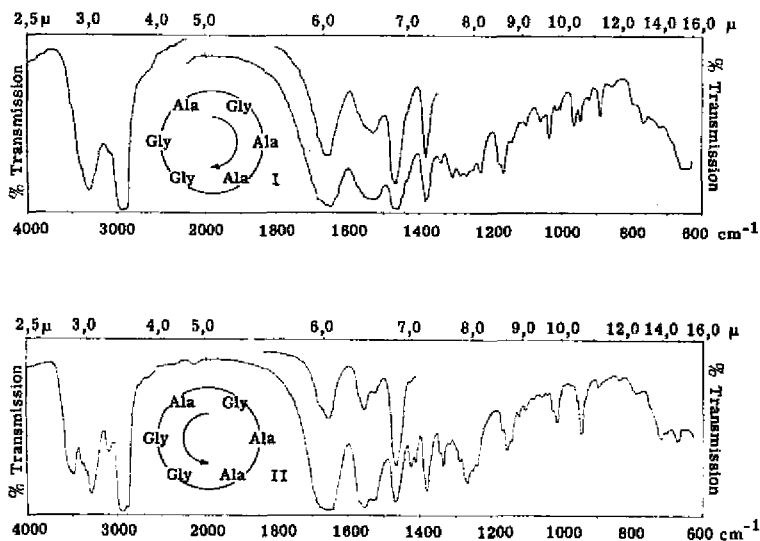 2,5 μ 3,0 4,0 5,0 6,0 7,0 8,0 9,0 10,0 12,0 14,0 16,0 μ
% Transmission
% Transmission
Ala Gly
Gly Ala
Gly Ala I
4000 3000 2000 1800 1600 1400 1200 1000 800 600 cm⁻¹
2,5 μ 3,0 4,0 5,0 6,0 7,0 8,0 9,0 10,0 12,0 14,0 16,0 μ
% Transmission
% Transmission
Ala Gly
Gly Ala
Gly Ala II
4000 3000 2000 1800 1600 1400 1200 1000 800 600 cm⁻¹